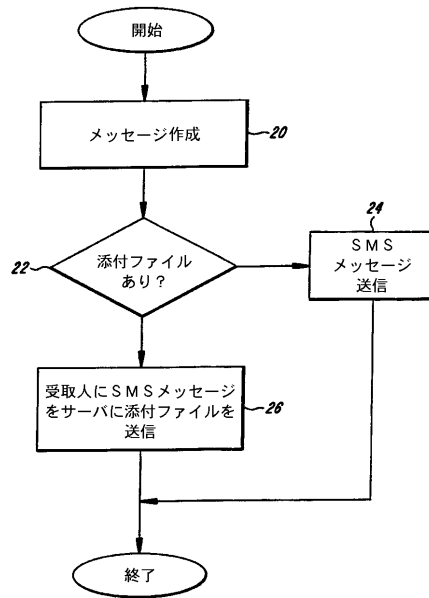 開始
メッセージ作成
20
添付ファイル
あり?
22
24
SMS
メッセージ
送信
受取人にSMSメッセージ
をサーバに添付ファイルを
送信
26
終了